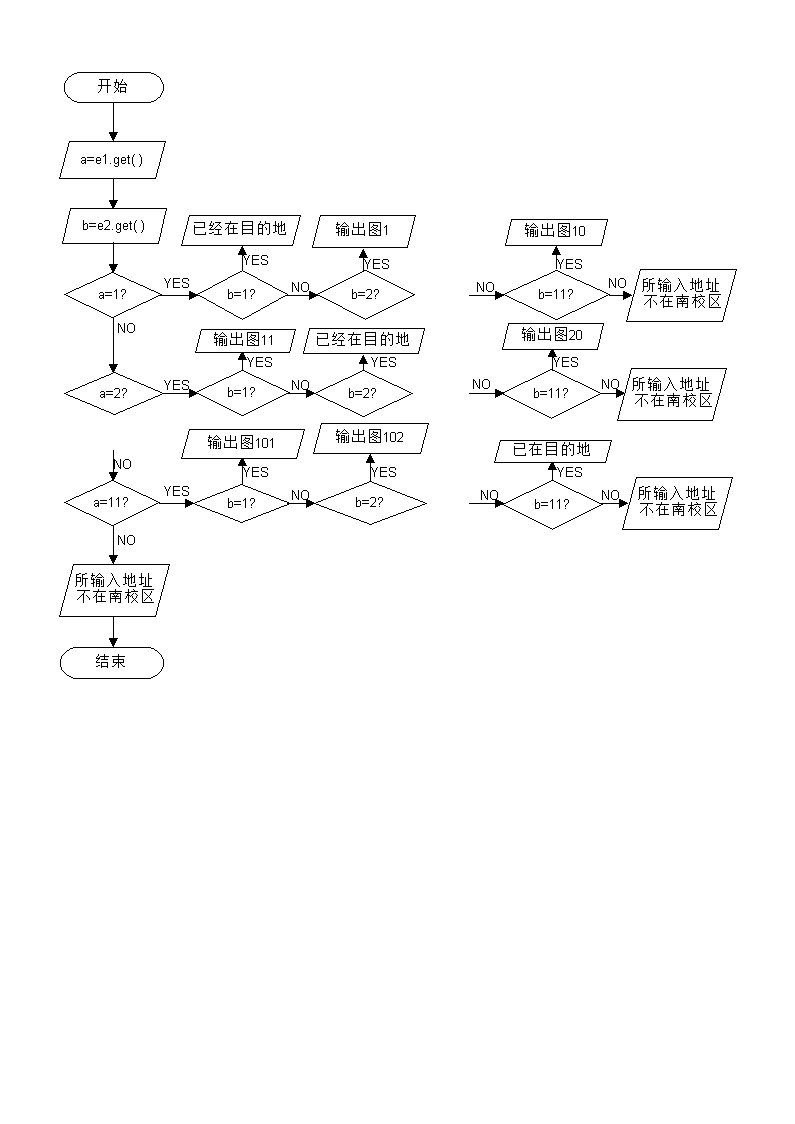 开始
a=e1.get( )
b=e2.get( )
已经在目的地
输出图1
输出图10
YES
YES
YES
a=1?
YES
b=1?
NO
b=2?
NO
b=11?
NO
所输入地址
不在南校区
NO
输出图11
已经在目的地
输出图20
YES
YES
YES
a=2?
YES
b=1?
NO
b=2?
NO
b=11?
NO
所输入地址
不在南校区
输出图101
输出图102
已在目的地
NO
YES
YES
YES
a=11?
YES
b=1?
NO
b=2?
NO
b=11?
NO
所输入地址
不在南校区
NO
所输入地址
不在南校区
结束